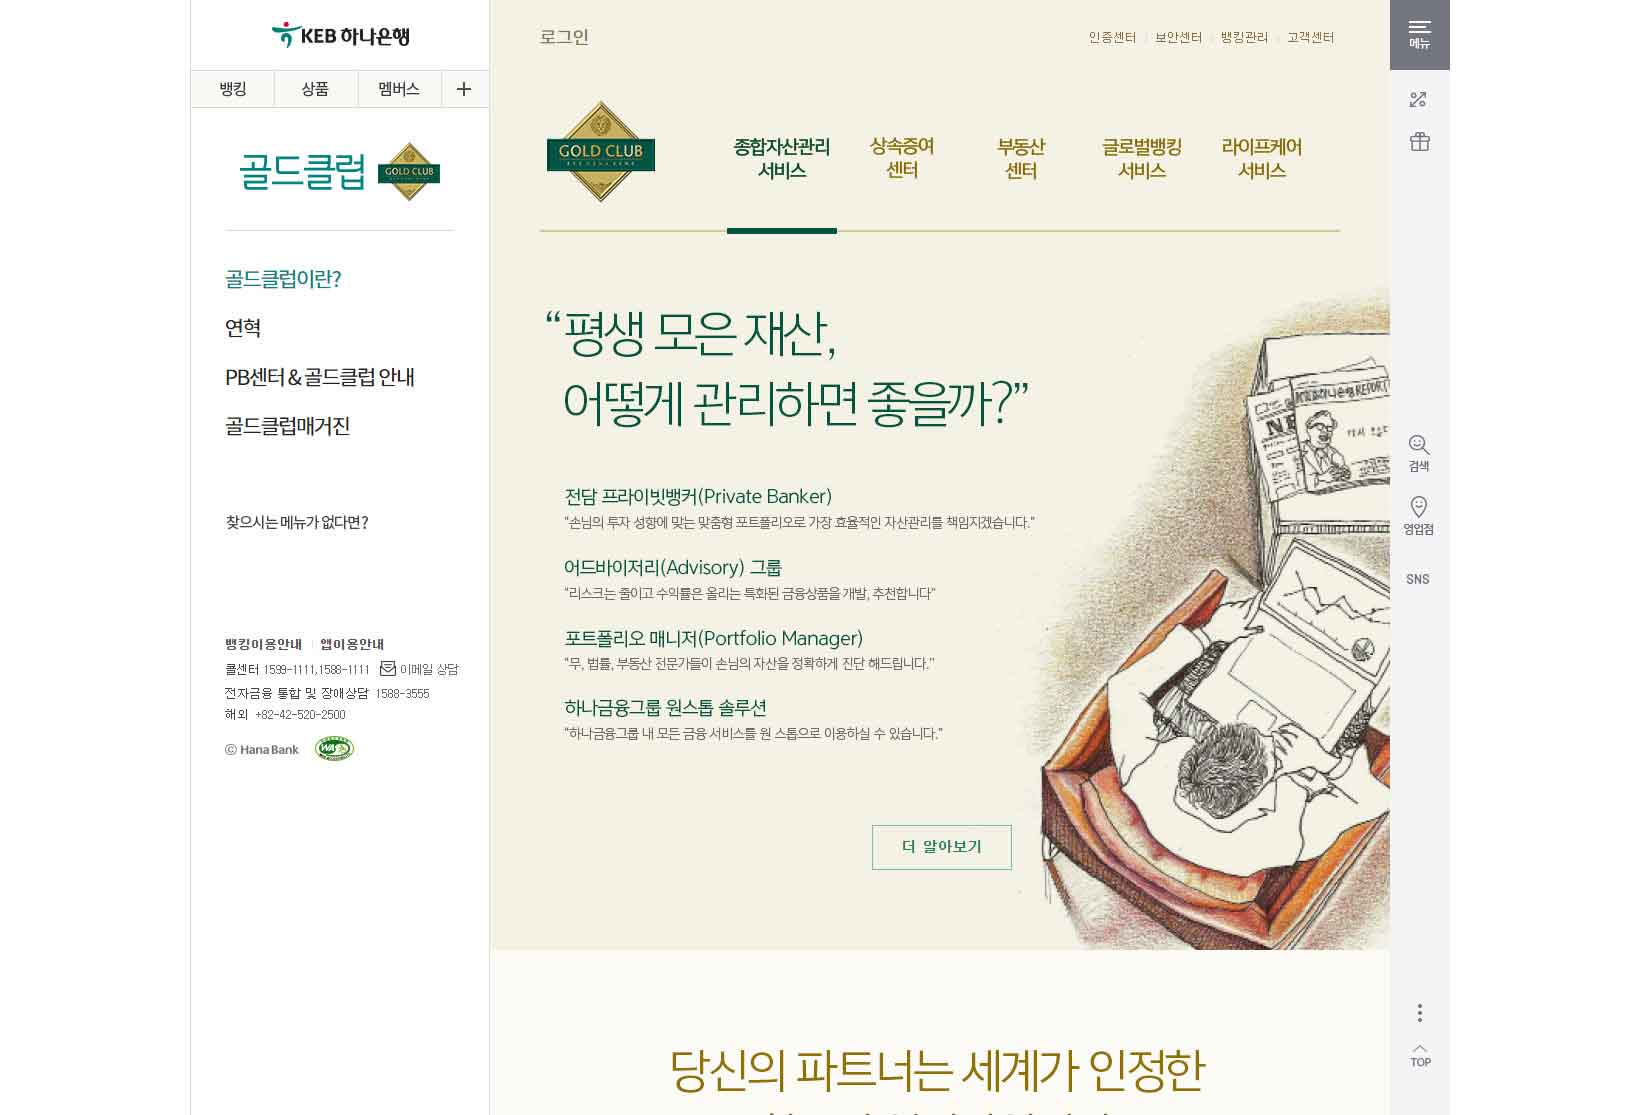 KEB 하나은행
뱅킹
상품
멤버스
골드클럽
GOLD CLUB
골드클럽이란?
연혁
PB센터 & 골드클럽 안내
골드클럽매거진
찾으시는 메뉴가 없다면?
뱅킹이용안내
앱이용안내
콜센터 1599-1111, 1588-1111
이메일 상담
전자금융 통합 및 장애상담 1588-3555
해외 +82-42-520-2500
ⓒ Hana Bank
WA
로그인
인증센터
보안센터
뱅킹관리
고객센터
GOLD CLUB
KEB HANA BANK
종합자산관리
서비스
상속증여
센터
부동산
센터
글로벌뱅킹
서비스
라이프케어
서비스
“평생 모은 재산,
어떻게 관리하면 좋을까?”
전담 프라이빗뱅커(Private Banker)
"손님의 투자 성향에 맞는 맞춤형 포트폴리오로 가장 효율적인 자산관리를 책임지겠습니다."
어드바이저리(Advisory) 그룹
"리스크는 줄이고 수익률은 올리는 특화된 금융상품을 개발, 추천합니다"
포트폴리오 매니저(Portfolio Manager)
"무, 법률, 부동산 전문가들이 손님의 자산을 정확하게 진단 해드립니다."
하나금융그룹 원스톱 솔루션
"하나금융그룹 내 모든 금융 서비스를 원 스톱으로 이용하실 수 있습니다."
더 알아보기
KEB하나은행 REPORT
당신의 파트너는 세계가 인정한
메뉴
검색
영업점
SNS
TOP